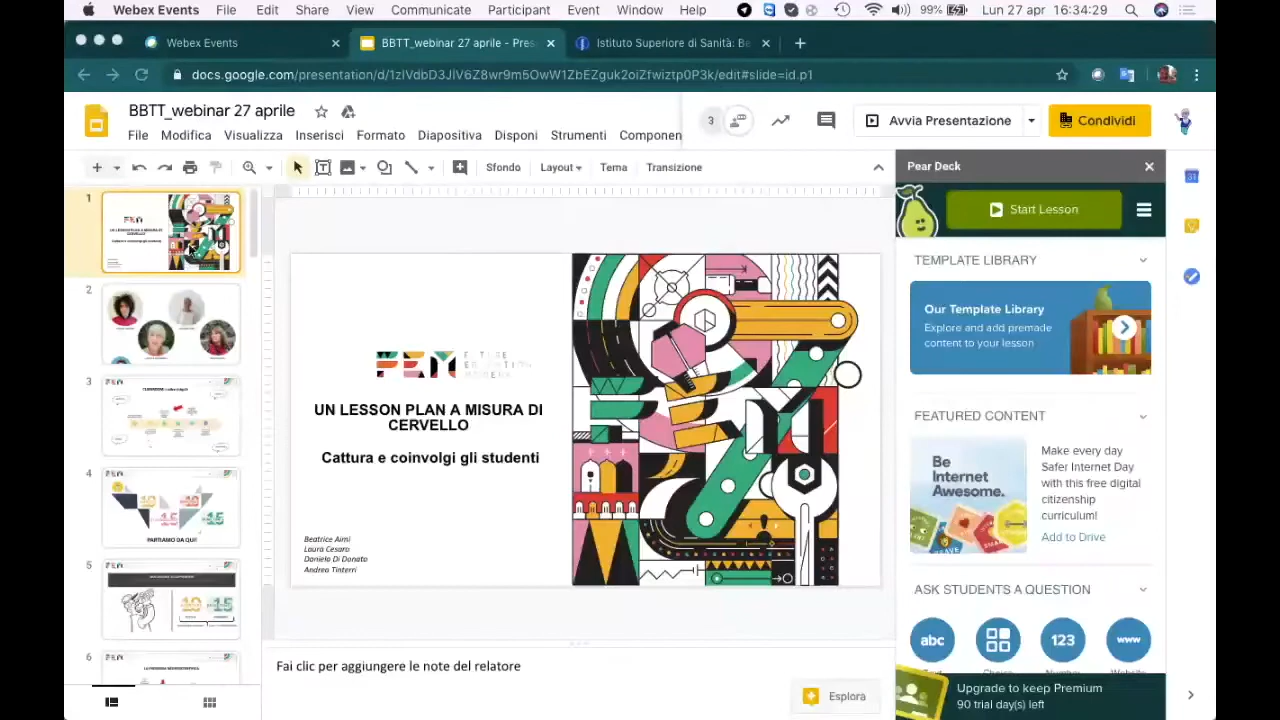 Webex Events File Edit Share View Communicate Participant Event Window Help 99% Lun 27 apr 16:34:29
Webex Events
BBTT_webinar 27 aprile - Pres
Istituto Superiore di Sanità: Be
docs.google.com/presentation/d/1zIVdbD3JlV6Z8wr9m5OwW1ZbEZguk2oiZfwiztp0P3k/edit#slide=id.p1
BBTT_webinar 27 aprile
File Modifica Visualizza Inserisci Formato Diapositiva Disponi Strumenti Componen
3
Avvia Presentazione
Condividi
Sfondo Layout Tema Transizione
1
2
3
4
PARTIAMO DA QUI!
5
6
FEM
UN LESSON PLAN A MISURA DI
CERVELLO
Cattura e coinvolgi gli studenti
Beatrice Aimi
Laura Cesaro
Daniela Di Donato
Andrea Tinterri
Fai clic per aggiungere le note del relatore
Esplora
Pear Deck
Start Lesson
TEMPLATE LIBRARY
Our Template Library
Explore and add premade
content to your lesson
FEATURED CONTENT
Be
Internet
Awesome.
Make every day
Safer Internet Day
with this free digital
citizenship
curriculum!
Add to Drive
ASK STUDENTS A QUESTION
abc
123
www
Upgrade to keep Premium
90 trial day(s) left